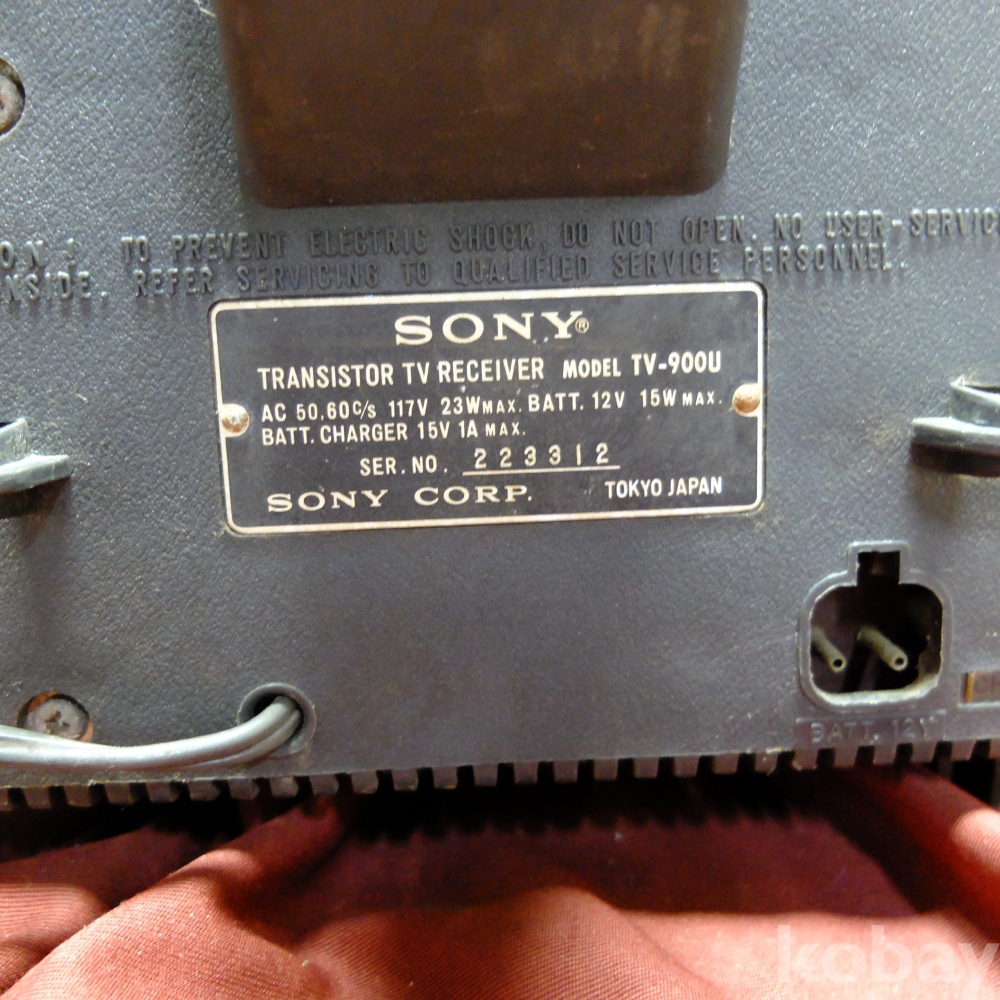 TO PREVENT ELECTRIC SHOCK, DO NOT OPEN. NO USER-SERVIC
NSIDE. REFER SERVICING TO QUALIFIED SERVICE PERSONNEL.
SONY®
TRANSISTOR TV RECEIVER MODEL TV-900U
AC 50,60c/s 117V 23W MAX. BATT. 12V 15W MAX.
BATT. CHARGER 15V 1A MAX.
SER. NO. 223312
SONY CORP. TOKYO JAPAN
BATT. 12V
kobay